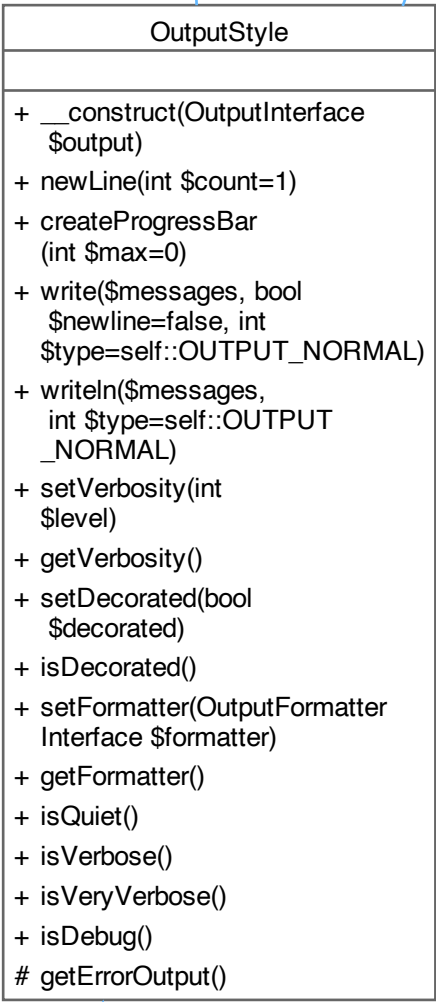 OutputStyle
+ __construct(OutputInterface
$output)
+ newLine(int $count=1)
+ createProgressBar
(int $max=0)
+ write($messages, bool
$newline=false, int
$type=self::OUTPUT_NORMAL)
+ writeln($messages,
int $type=self::OUTPUT
_NORMAL)
+ setVerbosity(int
$level)
+ getVerbosity()
+ setDecorated(bool
$decorated)
+ isDecorated()
+ setFormatter(OutputFormatter
Interface $formatter)
+ getFormatter()
+ isQuiet()
+ isVerbose()
+ isVeryVerbose()
+ isDebug()
# getErrorOutput()